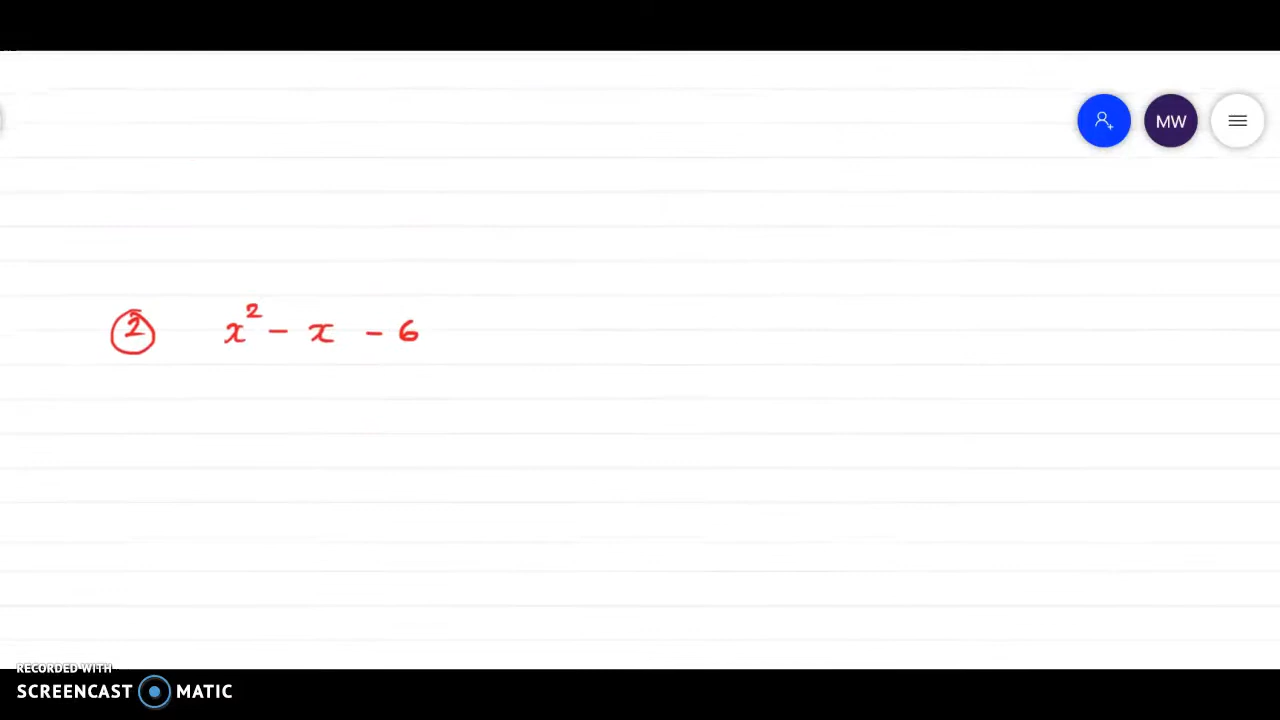 MW
② x² - x - 6
RECORDED WITH
SCREENCAST MATIC